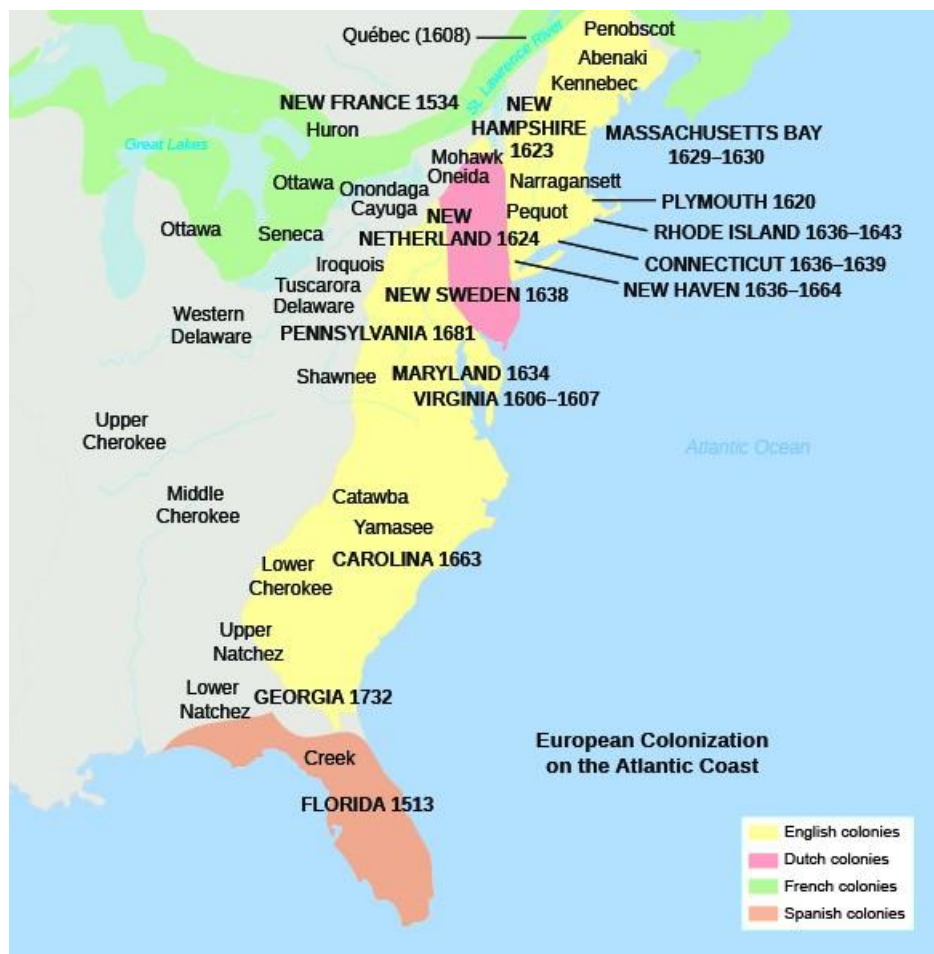 Québec (1608)
St. Lawrence River
Penobscot
Abenaki
Kennebec
NEW FRANCE 1534
Huron
NEW
HAMPSHIRE
1623
MASSACHUSETTS BAY
1629–1630
Great Lakes
Mohawk
Oneida
Ottawa
Onondaga
Cayuga
Narragansett
PLYMOUTH 1620
Ottawa
Seneca
NEW
NETHERLAND 1624
Pequot
RHODE ISLAND 1636–1643
CONNECTICUT 1636–1639
NEW HAVEN 1636–1664
Iroquois
Tuscarora
Delaware
NEW SWEDEN 1638
Western
Delaware
PENNSYLVANIA 1681
Shawnee
MARYLAND 1634
VIRGINIA 1606–1607
Upper
Cherokee
Atlantic Ocean
Middle
Cherokee
Catawba
Yamasee
CAROLINA 1663
Lower
Cherokee
Upper
Natchez
Lower
Natchez
GEORGIA 1732
Creek
FLORIDA 1513
European Colonization
on the Atlantic Coast
English colonies
Dutch colonies
French colonies
Spanish colonies